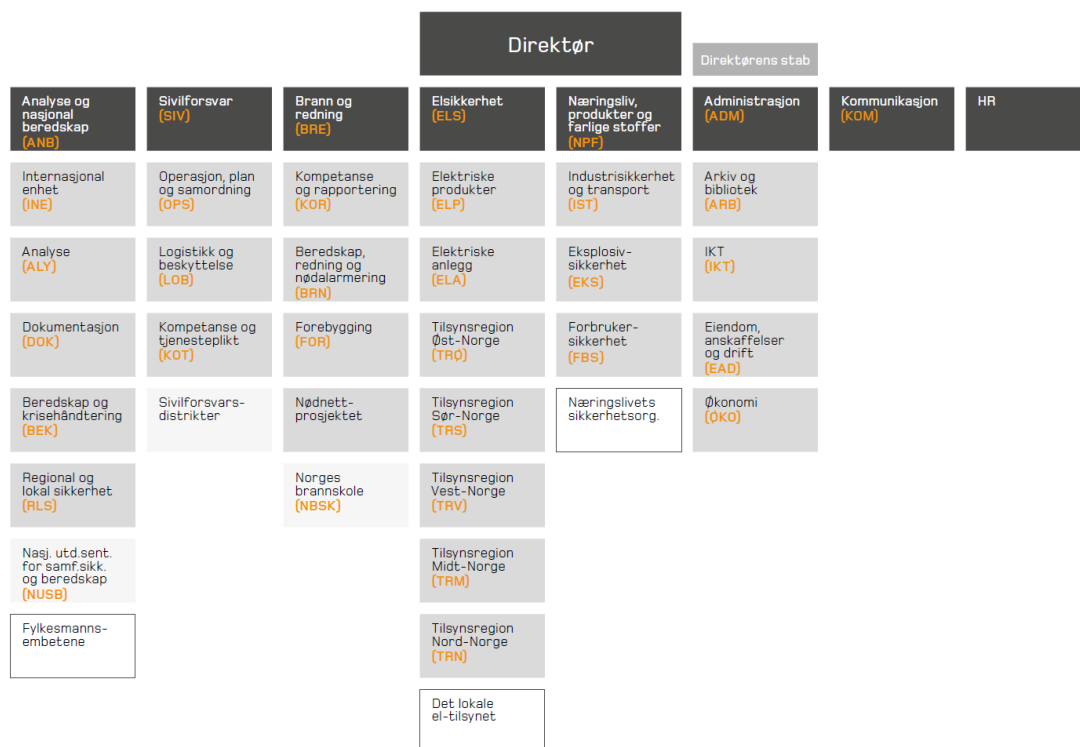 Direktør
Direktørens stab
Analyse og
nasjonal
beredskap
(ANB)
Sivilforsvar
(SIV)
Brann og
redning
(BRE)
Elsikkerhet
(ELS)
Næringsliv,
produkter og
farlige stoffer
(NPF)
Administrasjon
(ADM)
Kommunikasjon
(KOM)
HR
Internasjonal
enhet
(INE)
Operasjon, plan
og samordning
(OPS)
Kompetanse
og rapportering
(KOR)
Elektriske
produkter
(ELP)
Industrisikkerhet
og transport
(IST)
Arkiv og
bibliotek
(ARB)
Analyse
(ALY)
Logistikk og
beskyttelse
(LOB)
Beredskap,
redning og
nødalarmering
(BRN)
Elektriske
anlegg
(ELA)
Eksplosiv-
sikkerhet
(EKS)
IKT
(IKT)
Dokumentasjon
(DOK)
Kompetanse og
tjenesteplikt
(KOT)
Forebygging
(FOR)
Tilsynsregion
Øst-Norge
(TRØ)
Forbruker-
sikkerhet
(FBS)
Eiendom,
anskaffelser
og drift
(EAD)
Beredskap og
krisehåndtering
(BEK)
Sivilforsvars-
distrikter
Nødnett-
prosjektet
Tilsynsregion
Sør-Norge
(TRS)
Næringslivets
sikkerhetsorg.
Økonomi
(ØKO)
Regional og
lokal sikkerhet
(RLS)
Norges
brannskole
(NBSK)
Tilsynsregion
Vest-Norge
(TRV)
Nasj. utd.sent.
for samf.sikk.
og beredskap
(NUSB)
Tilsynsregion
Midt-Norge
(TRM)
Fylkesmanns-
embetene
Tilsynsregion
Nord-Norge
(TRN)
Det lokale
el-tilsynet